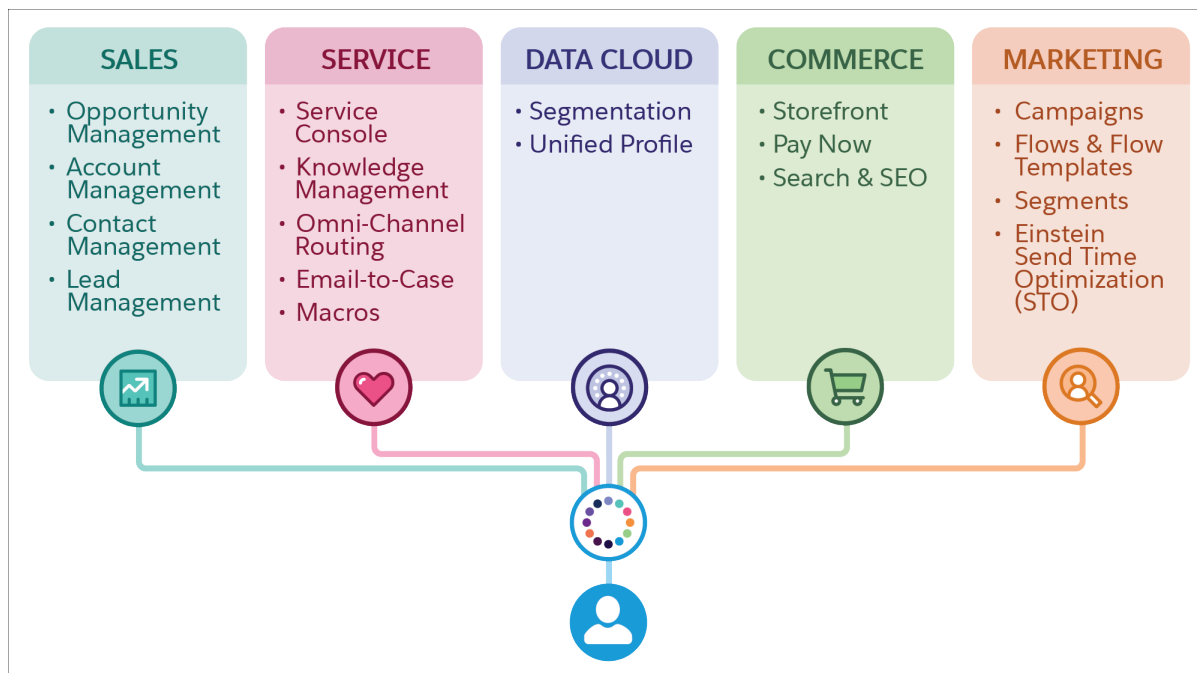 SALES
• Opportunity
Management
• Account
Management
• Contact
Management
• Lead
Management
SERVICE
• Service
Console
• Knowledge
Management
• Omni-Channel
Routing
• Email-to-Case
• Macros
DATA CLOUD
• Segmentation
• Unified Profile
COMMERCE
• Storefront
• Pay Now
• Search & SEO
MARKETING
• Campaigns
• Flows & Flow
Templates
• Segments
• Einstein
Send Time
Optimization
(STO)